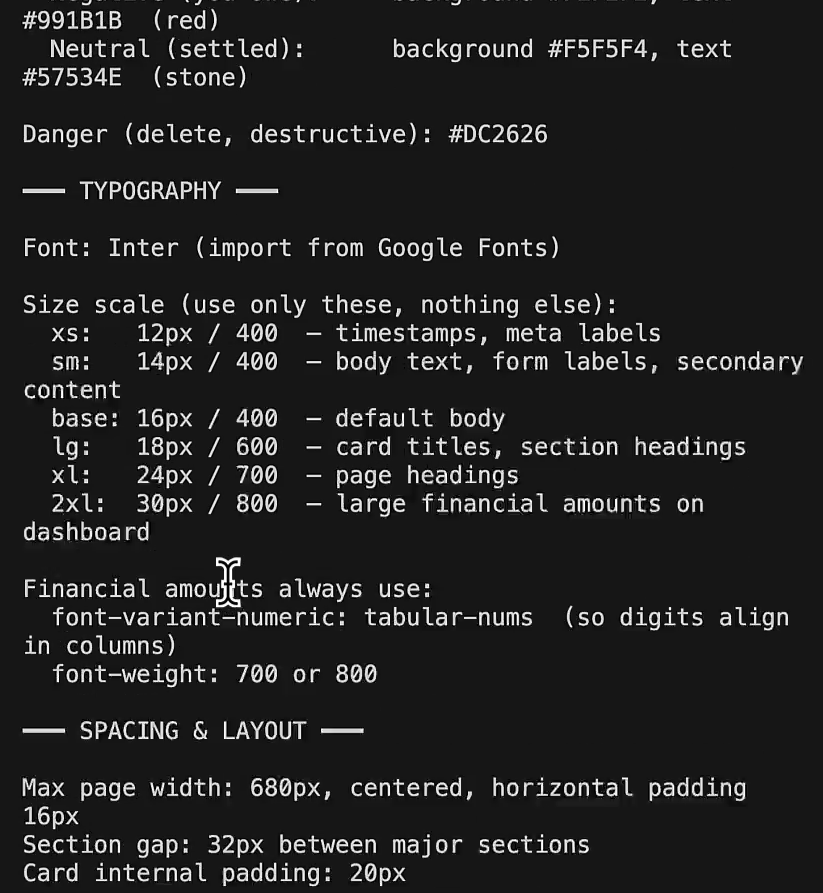 #991B1B (red)
Neutral (settled): background #F5F5F4, text
#57534E (stone)
Danger (delete, destructive): #DC2626
── TYPOGRAPHY ──
Font: Inter (import from Google Fonts)
Size scale (use only these, nothing else):
xs: 12px / 400 – timestamps, meta labels
sm: 14px / 400 – body text, form labels, secondary
content
base: 16px / 400 – default body
lg: 18px / 600 – card titles, section headings
xl: 24px / 700 – page headings
2xl: 30px / 800 – large financial amounts on
dashboard
Financial amounts always use:
font-variant-numeric: tabular-nums (so digits align
in columns)
font-weight: 700 or 800
── SPACING & LAYOUT ──
Max page width: 680px, centered, horizontal padding
16px
Section gap: 32px between major sections
Card internal padding: 20px